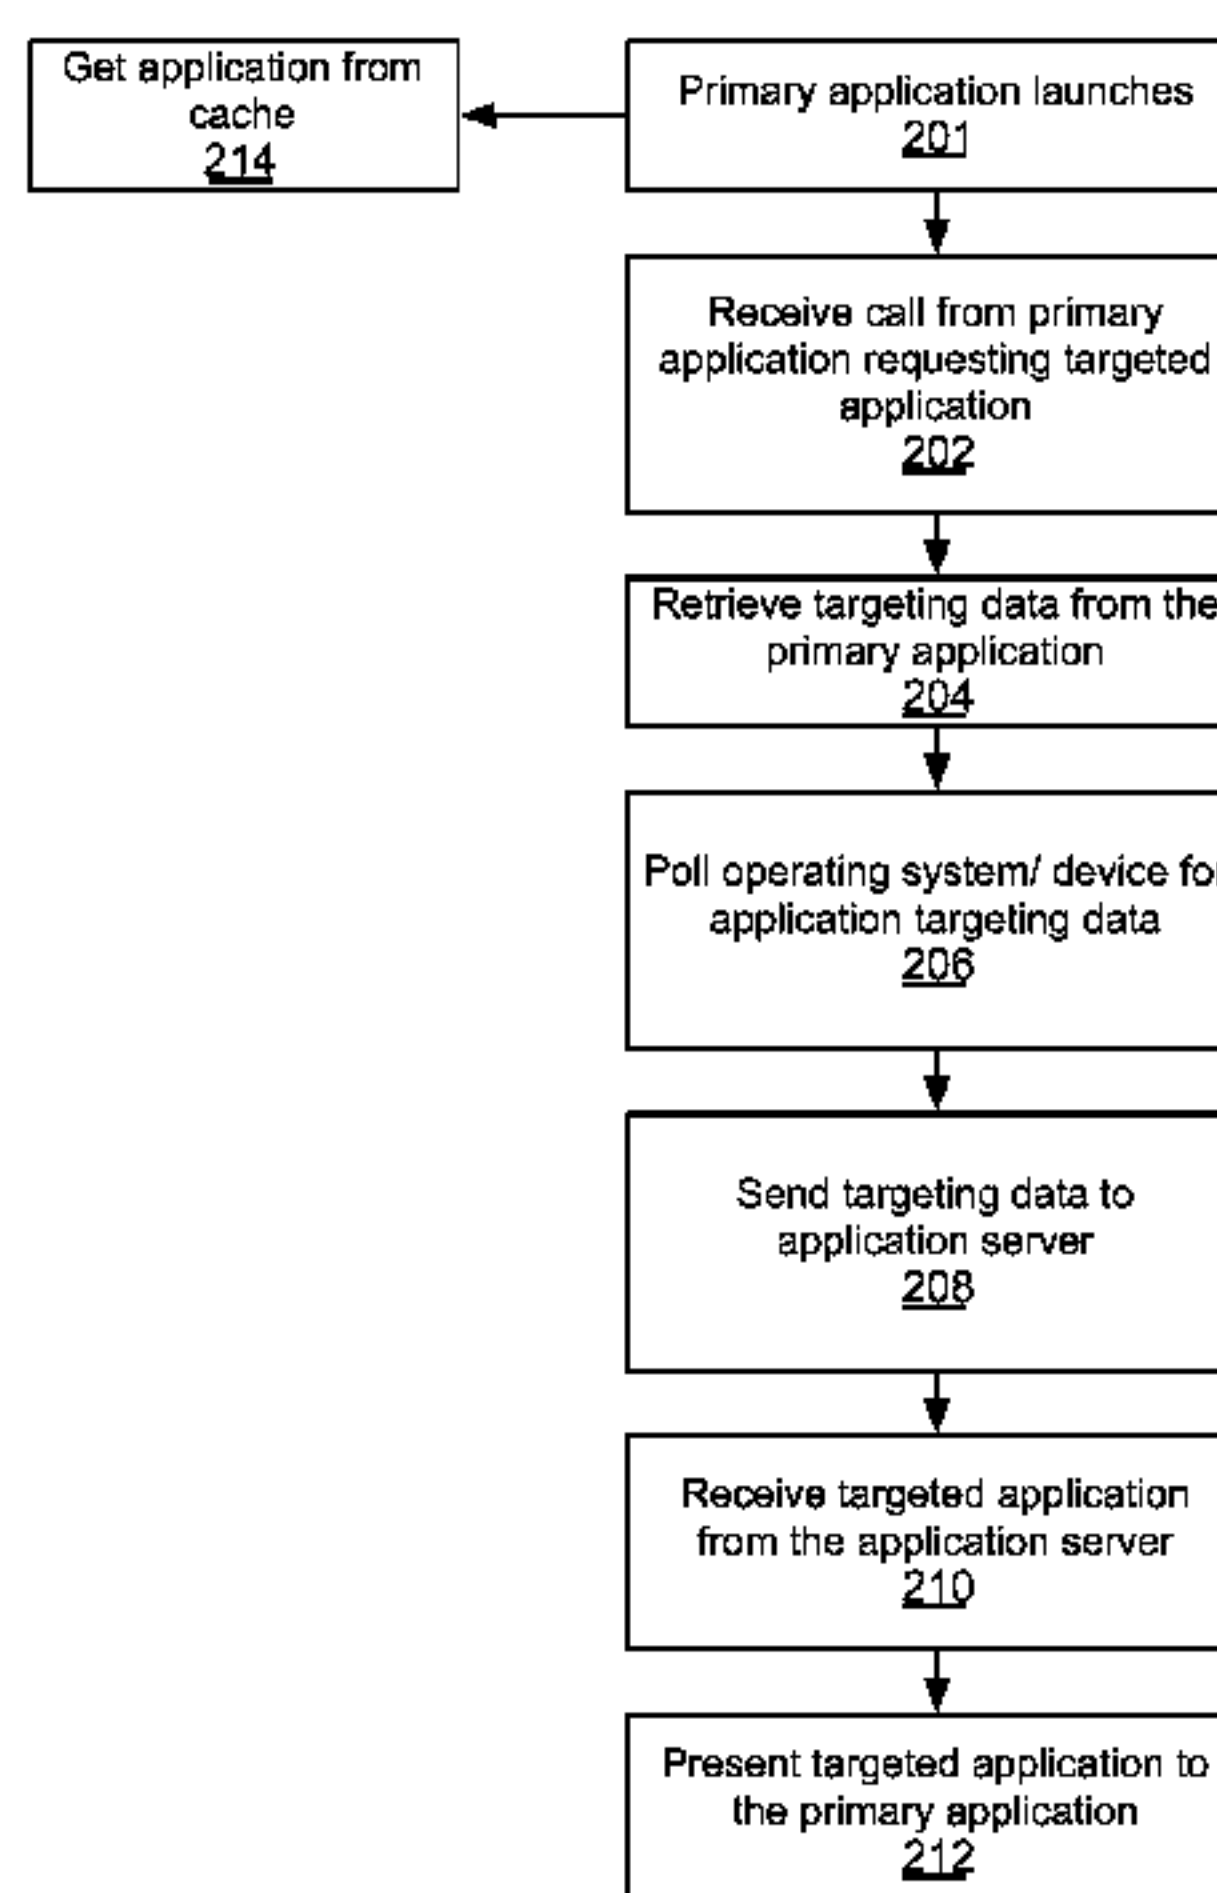 Get application from
cache
214
Primary application launches
201
Receive call from primary
application requesting targeted
application
202
Retrieve targeting data from the
primary application
204
Poll operating system/ device for
application targeting data
206
Send targeting data to
application server
208
Receive targeted application
from the application server
210
Present targeted application to
the primary application
212